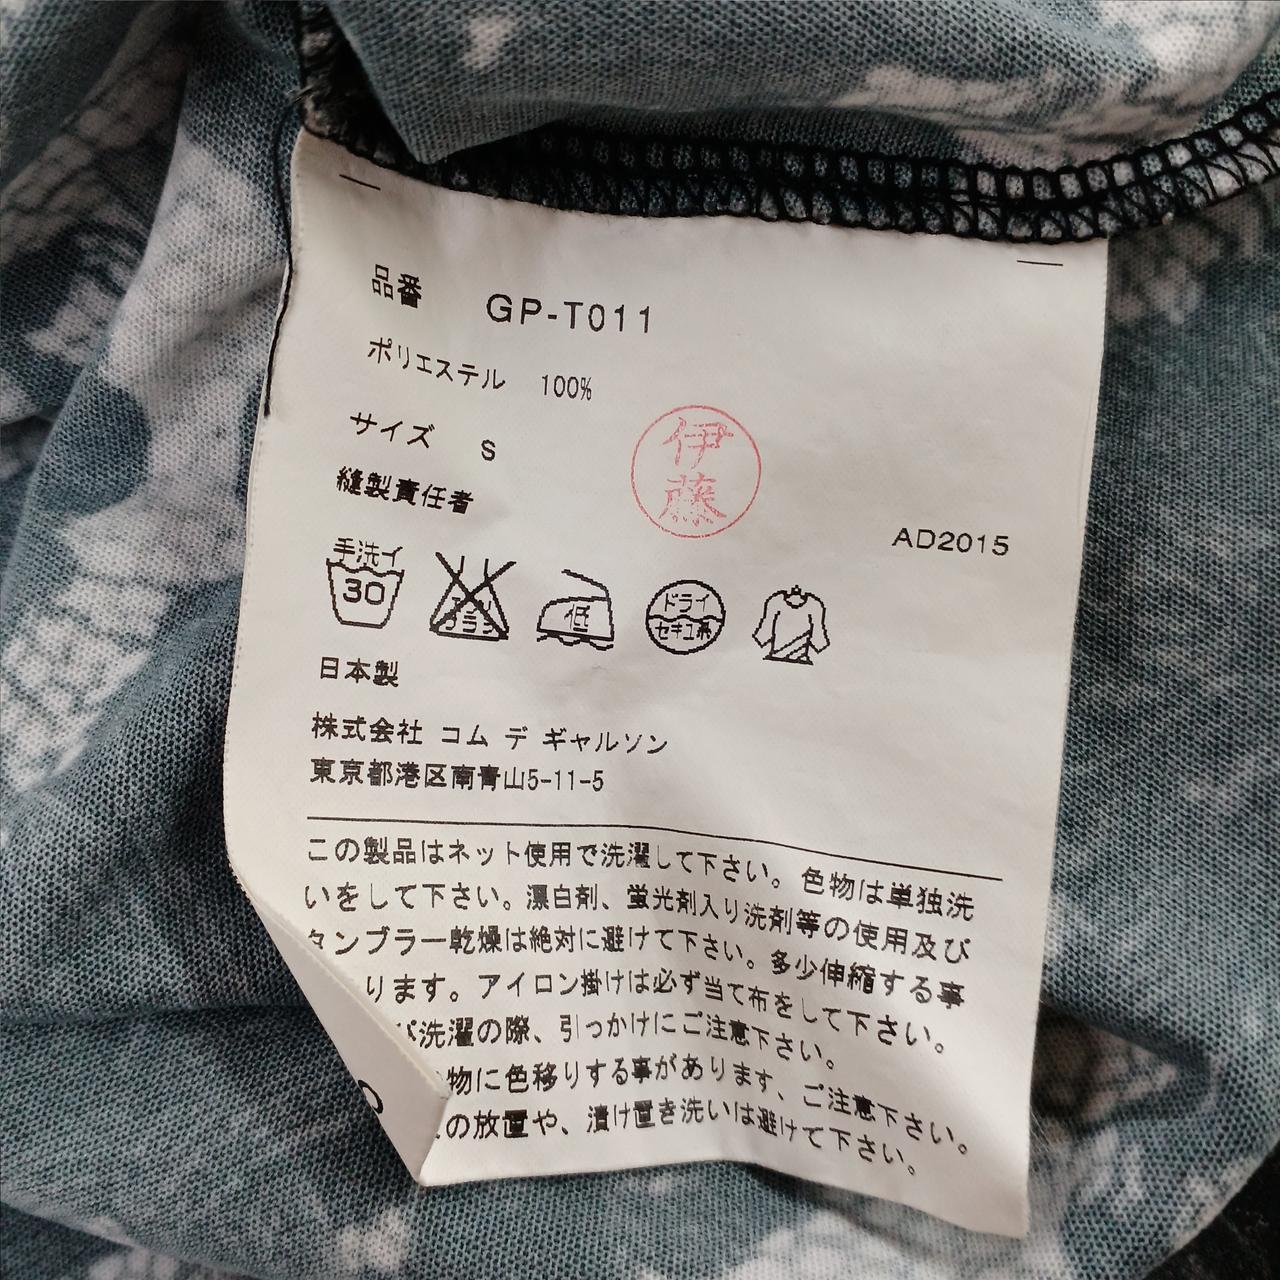 品番 GP-T011
ポリエステル 100%
サイズ S
縫製責任者
伊藤
AD2015
手洗イ
30
エンソ
サラシ
低
ドライ
セキユ系
日本製
株式会社 コム デ ギャルソン
東京都港区南青山5-11-5
この製品はネット使用で洗濯して下さい。色物は単独洗
いをして下さい。漂白剤、蛍光剤入り洗剤等の使用及び
タンブラー乾燥は絶対に避けて下さい。多少伸縮する事
ります。アイロン掛けは必ず当て布をして下さい。
び洗濯の際、引っかけにご注意下さい。
物に色移りする事があります、ご注意下さい。
の放置や、漬け置き洗いは避けて下さい。